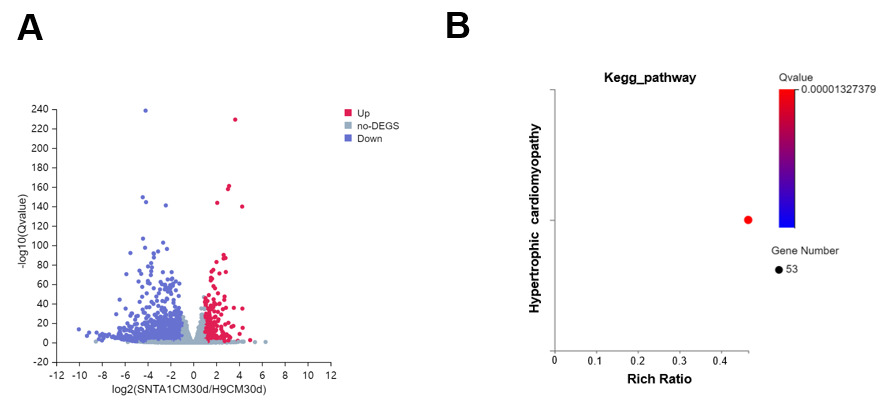 A
B
240
220
200
180
160
140
120
100
80
60
40
20
0
-20
-log10(Qvalue)
-12 -10 -8 -6 -4 -2 0 2 4 6 8 10 12
log2(SNTA1CM30d/H9CM30d)
Up
no-DEGS
Down
Kegg_pathway
Hypertrophic cardiomyopathy
0 0.1 0.2 0.3 0.4
Rich Ratio
Qvalue
0.00001327379
Gene Number
53